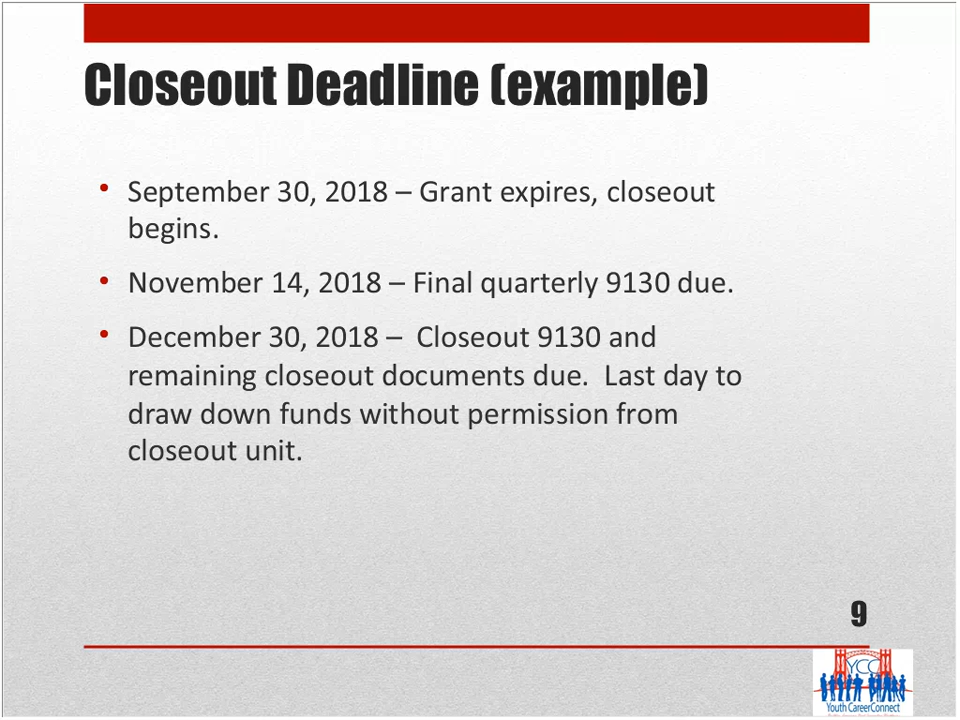 Closeout Deadline (example)
• September 30, 2018 – Grant expires, closeout
begins.
• November 14, 2018 – Final quarterly 9130 due.
• December 30, 2018 –  Closeout 9130 and
remaining closeout documents due.  Last day to
draw down funds without permission from
closeout unit.
9
YCC
Youth CareerConnect